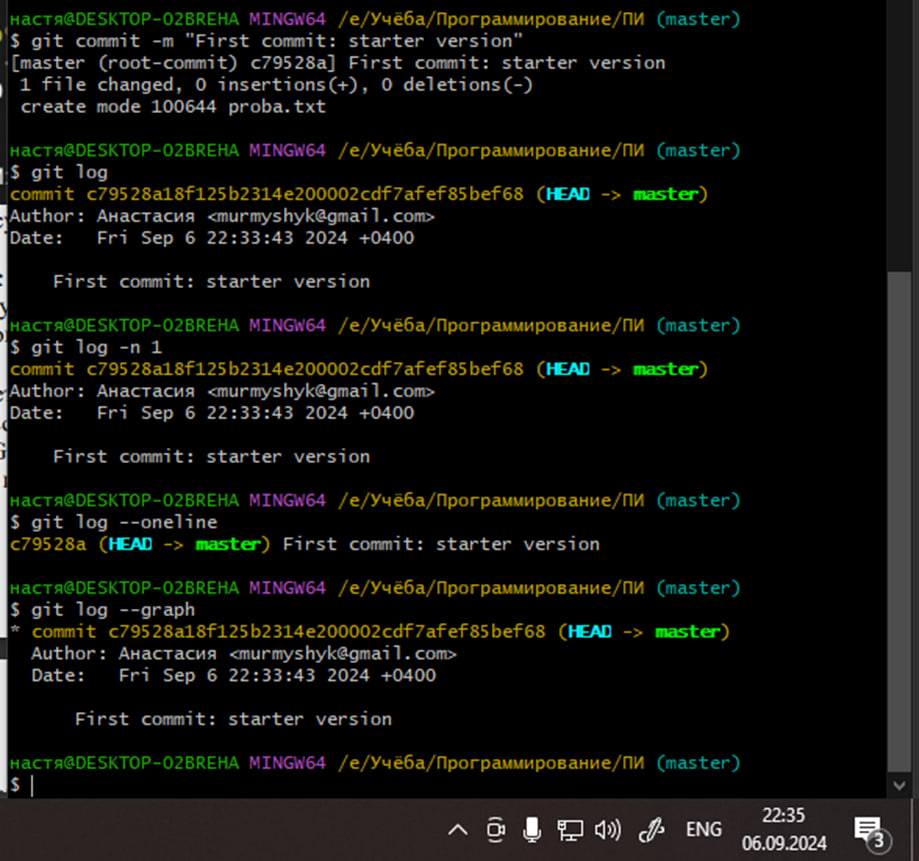 настя@DESKTOP-O2BREHA MINGW64 /e/Учёба/Программирование/ПИ (master)
$ git commit -m "First commit: starter version"
[master (root-commit) c79528a] First commit: starter version
 1 file changed, 0 insertions(+), 0 deletions(-)
 create mode 100644 proba.txt
настя@DESKTOP-O2BREHA MINGW64 /e/Учёба/Программирование/ПИ (master)
$ git log
commit c79528a18f125b2314e200002cdf7afef85bef68 (HEAD -> master)
Author: Анастасия <murmyshyk@gmail.com>
Date:   Fri Sep 6 22:33:43 2024 +0400
    First commit: starter version
настя@DESKTOP-O2BREHA MINGW64 /e/Учёба/Программирование/ПИ (master)
$ git log -n 1
commit c79528a18f125b2314e200002cdf7afef85bef68 (HEAD -> master)
Author: Анастасия <murmyshyk@gmail.com>
Date:   Fri Sep 6 22:33:43 2024 +0400
    First commit: starter version
настя@DESKTOP-O2BREHA MINGW64 /e/Учёба/Программирование/ПИ (master)
$ git log --oneline
c79528a (HEAD -> master) First commit: starter version
настя@DESKTOP-O2BREHA MINGW64 /e/Учёба/Программирование/ПИ (master)
$ git log --graph
* commit c79528a18f125b2314e200002cdf7afef85bef68 (HEAD -> master)
  Author: Анастасия <murmyshyk@gmail.com>
  Date:   Fri Sep 6 22:33:43 2024 +0400
      First commit: starter version
настя@DESKTOP-O2BREHA MINGW64 /e/Учёба/Программирование/ПИ (master)
$
ENG
22:35
06.09.2024
3